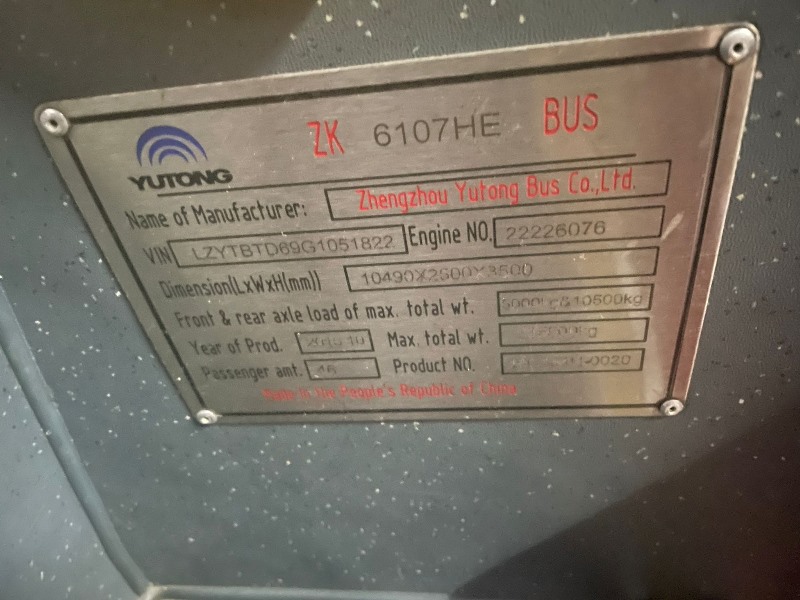 YUTONG
ZK 6107HE BUS
Name of Manufacturer: Zhengzhou Yutong Bus Co.,Ltd.
VIN LZYTBTD69G1051822 Engine NO. 22226076
Dimension(LxWxH(mm)) 10490X2500X3500
Front & rear axle load of max. total wt. &10500kg
Year of Prod. Max. total wt.
Passenger amt. 46 Product NO.
Made in the People's Republic of China